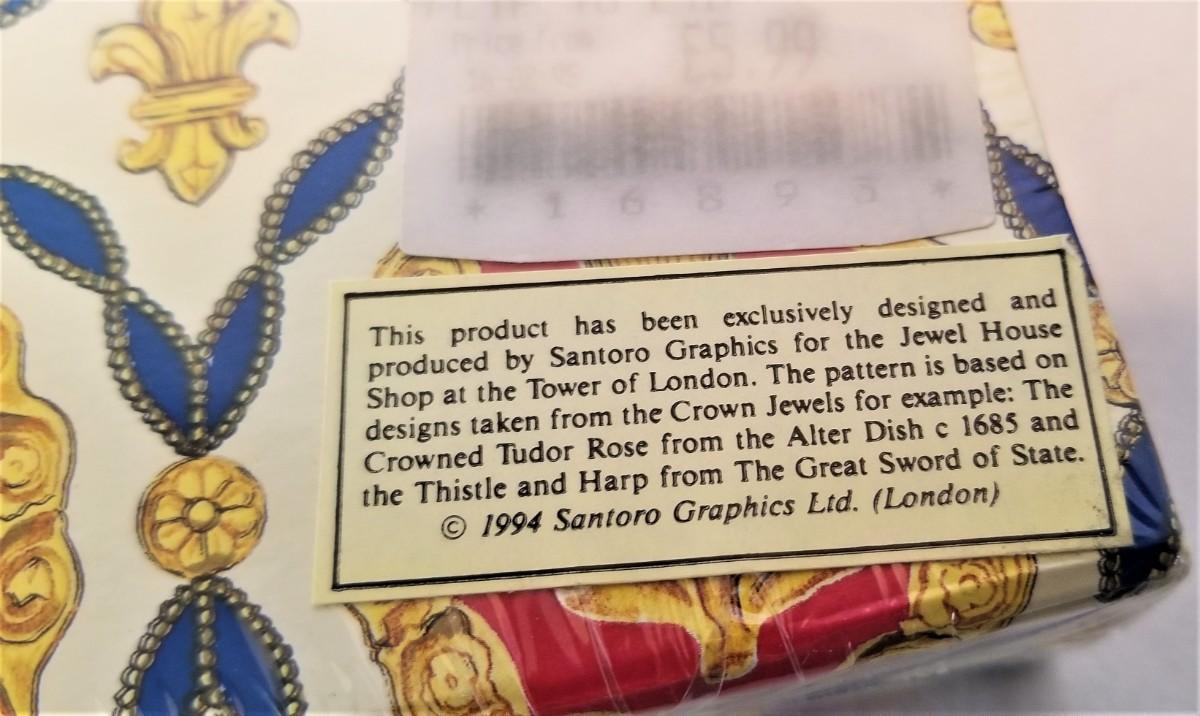 £5.99
* 1 6 8 9 5 *
This product has been exclusively designed and
produced by Santoro Graphics for the Jewel House
Shop at the Tower of London. The pattern is based on
designs taken from the Crown Jewels for example: The
Crowned Tudor Rose from the Alter Dish c 1685 and
the Thistle and Harp from The Great Sword of State.
© 1994 Santoro Graphics Ltd. (London)